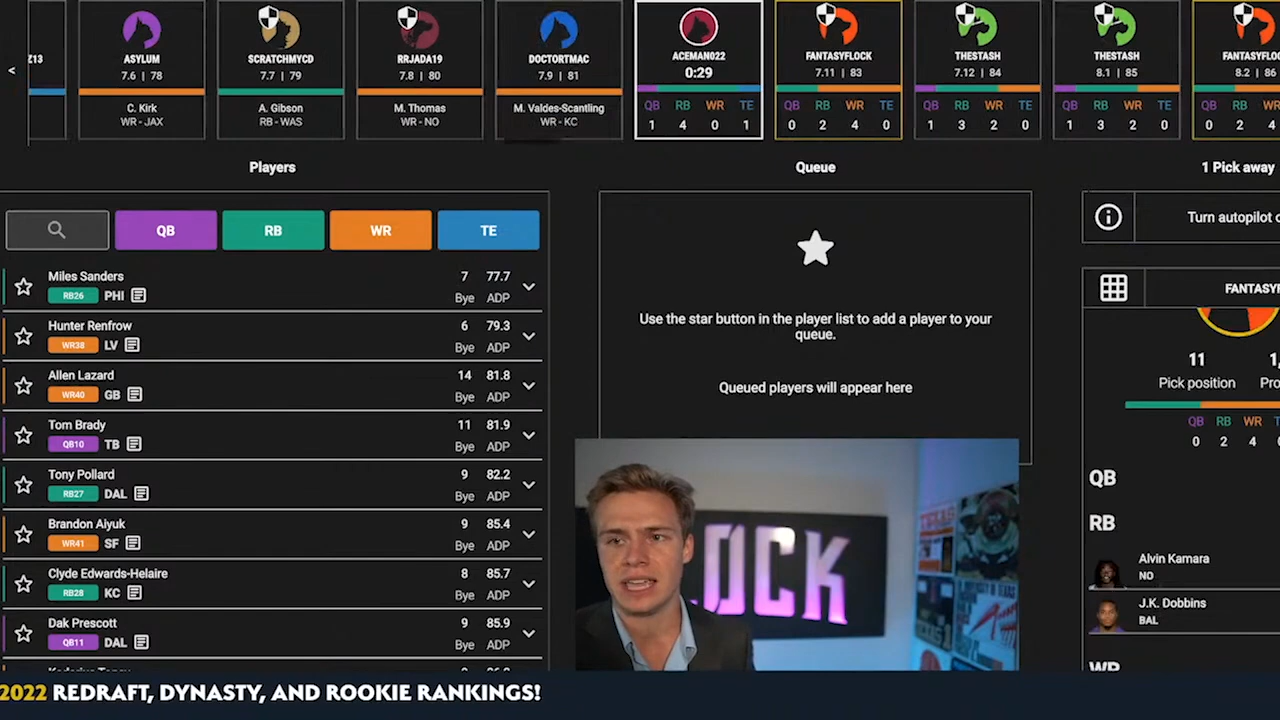 Z13
ASYLUM
7.6 | 78
C. Kirk
WR - JAX
SCRATCHMYCD
7.7 | 79
A. Gibson
RB - WAS
RRJADA19
7.8 | 80
M. Thomas
WR - NO
DOCTORTMAC
7.9 | 81
M. Valdes-Scantling
WR - KC
ACEMAN022
0:29
QB RB WR TE
1 4 0 1
FANTASYFLOCK
7.11 | 83
QB RB WR TE
0 2 4 0
THESTASH
7.12 | 84
QB RB WR TE
1 3 2 0
THESTASH
8.1 | 85
QB RB WR TE
1 3 2 0
FANTASYFLOC
8.2 | 86
QB RB WR
0 2 4
<
Players
QB RB WR TE
Miles Sanders
RB26 PHI
7 77.7
Bye ADP
Hunter Renfrow
WR38 LV
6 79.3
Bye ADP
Allen Lazard
WR40 GB
14 81.8
Bye ADP
Tom Brady
QB10 TB
11 81.9
Bye ADP
Tony Pollard
RB27 DAL
9 82.2
Bye ADP
Brandon Aiyuk
WR41 SF
9 85.4
Bye ADP
Clyde Edwards-Helaire
RB28 KC
8 85.7
Bye ADP
Dak Prescott
QB11 DAL
9 85.9
Bye ADP
Queue
Use the star button in the player list to add a player to your
queue.
Queued players will appear here
OCK
1 Pick away
Turn autopilot o
FANTASYF
11
Pick position
1,
Pro
QB RB WR T
0 2 4
QB
RB
Alvin Kamara
NO
J.K. Dobbins
BAL
WR
2022 REDRAFT, DYNASTY, AND ROOKIE RANKINGS!